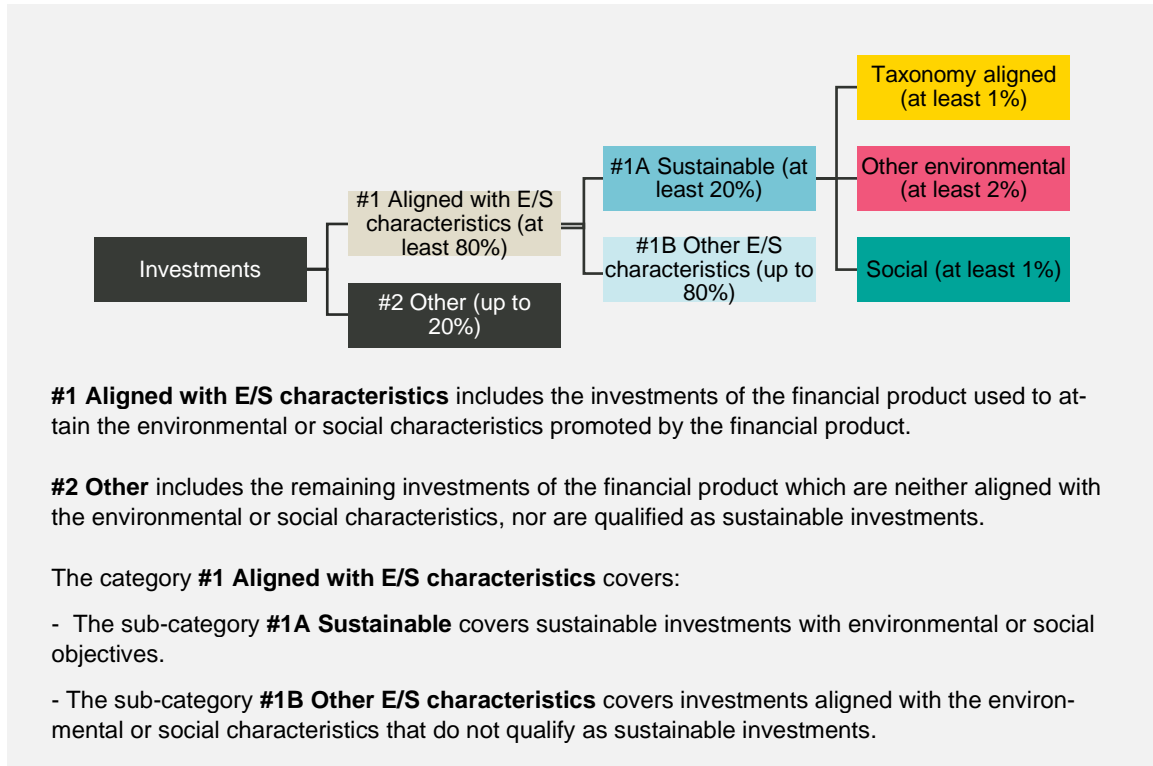 Taxonomy aligned
(at least 1%)
#1A Sustainable (at
least 20%)
Other environmental
(at least 2%)
#1 Aligned with E/S
characteristics (at
least 80%)
Investments
#1B Other E/S
characteristics (up to
80%)
Social (at least 1%)
#2 Other (up to
20%)
#1 Aligned with E/S characteristics includes the investments of the financial product used to at-
tain the environmental or social characteristics promoted by the financial product.
#2 Other includes the remaining investments of the financial product which are neither aligned with
the environmental or social characteristics, nor are qualified as sustainable investments.
The category #1 Aligned with E/S characteristics covers:
- The sub-category #1A Sustainable covers sustainable investments with environmental or social
objectives.
- The sub-category #1B Other E/S characteristics covers investments aligned with the environ-
mental or social characteristics that do not qualify as sustainable investments.